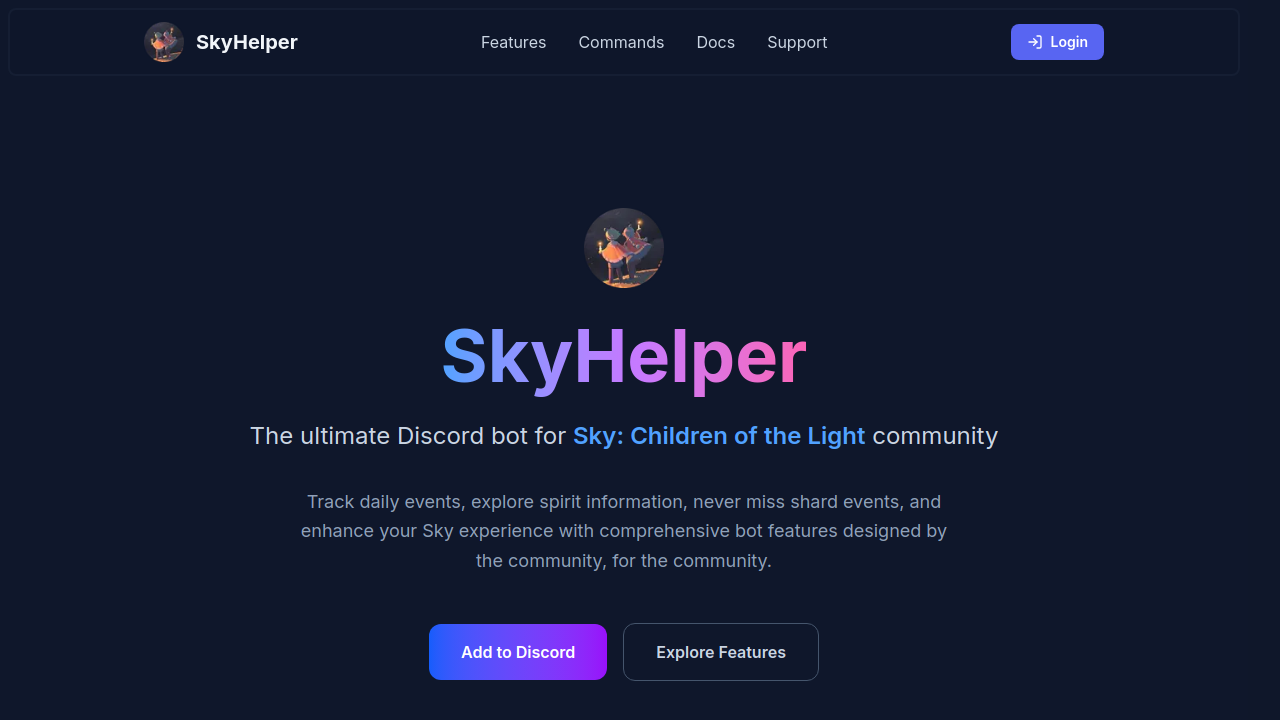 SkyHelper
Features
Commands
Docs
Support
Login
SkyHelper
The ultimate Discord bot for Sky: Children of the Light community
Track daily events, explore spirit information, never miss shard events, and
enhance your Sky experience with comprehensive bot features designed by
the community, for the community.
Add to Discord
Explore Features